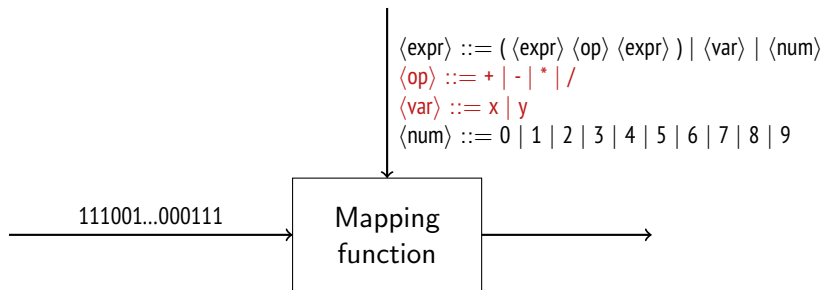 ⟨expr⟩ ::= ( ⟨expr⟩ ⟨op⟩ ⟨expr⟩ ) | ⟨var⟩ | ⟨num⟩
⟨op⟩ ::= + | - | * | /
⟨var⟩ ::= x | y
⟨num⟩ ::= 0 | 1 | 2 | 3 | 4 | 5 | 6 | 7 | 8 | 9
111001...000111
Mapping
function